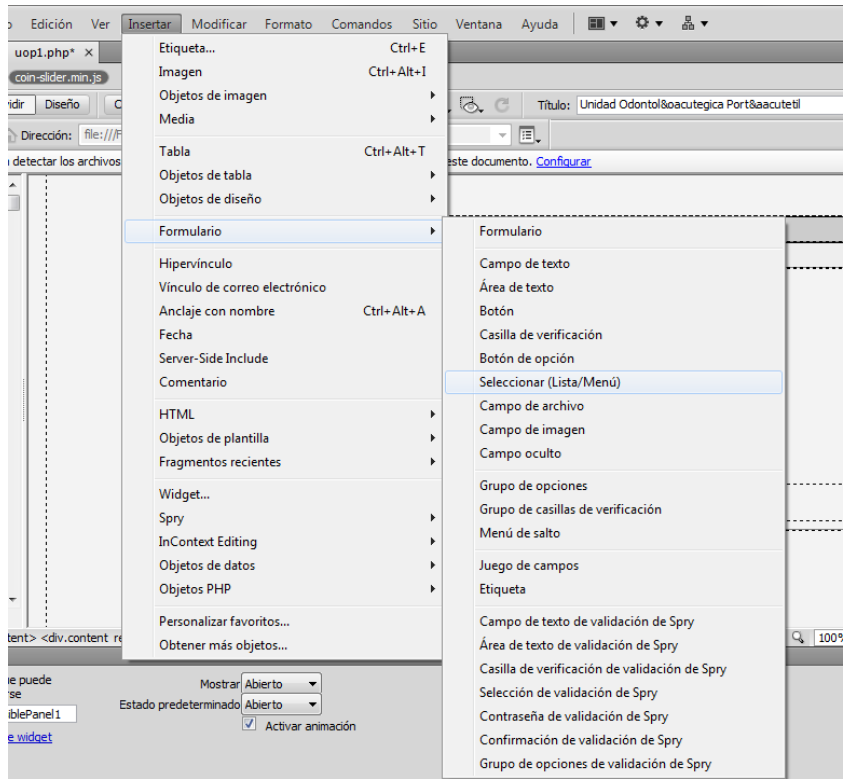 Edición Ver Insertar Modificar Formato Comandos Sitio Ventana Ayuda
uop1.php* ×
coin-slider.min.js
Diseño Título: Unidad Odontol&oacutegica Port&aacutetil
Dirección: file:///F
detectar los archivos este documento. Configurar
Etiqueta... Ctrl+E
Imagen Ctrl+Alt+I
Objetos de imagen
Media
Tabla Ctrl+Alt+T
Objetos de tabla
Objetos de diseño
Formulario
Hipervínculo
Vínculo de correo electrónico
Anclaje con nombre Ctrl+Alt+A
Fecha
Server-Side Include
Comentario
HTML
Objetos de plantilla
Fragmentos recientes
Widget...
Spry
InContext Editing
Objetos de datos
Objetos PHP
Personalizar favoritos...
Obtener más objetos...
Formulario
Campo de texto
Área de texto
Botón
Casilla de verificación
Botón de opción
Seleccionar (Lista/Menú)
Campo de archivo
Campo de imagen
Campo oculto
Grupo de opciones
Grupo de casillas de verificación
Menú de salto
Juego de campos
Etiqueta
Campo de texto de validación de Spry
Área de texto de validación de Spry
Casilla de verificación de validación de Spry
Selección de validación de Spry
Contraseña de validación de Spry
Confirmación de validación de Spry
Grupo de opciones de validación de Spry
tent> <div.content re 100%
ue puede
rse
iblePanel1
e widget
Mostrar Abierto
Estado predeterminado Abierto
Activar animación